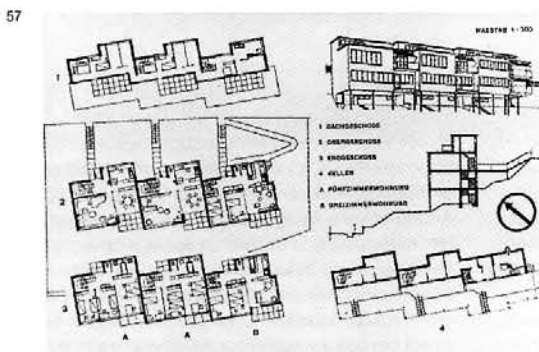 57
MASSTAB 1:300
1
1 DACHGESCHOSS
2 OBERGESCHOSS
3 ERDGESCHOSS
4 KELLER
A FÜNFZIMMERWOHNUNG
B DREIZIMMERWOHNUNG
2
3
A A B
4